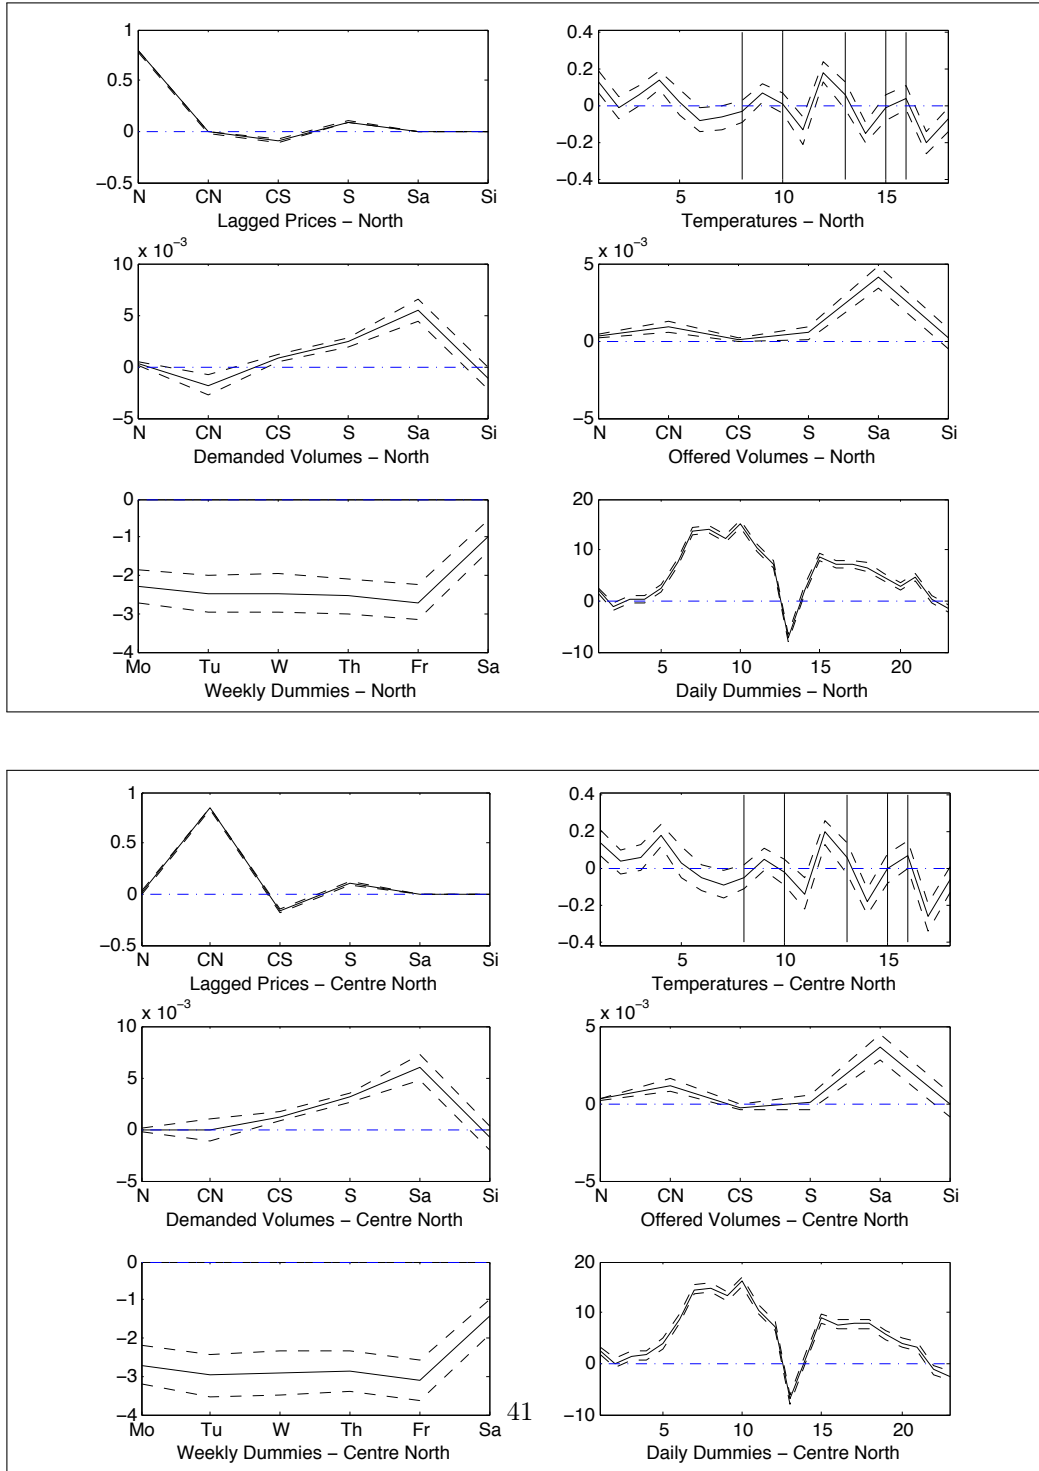 1
0.5
0
−0.5
N CN CS S Sa Si
Lagged Prices − North
0.4
0.2
0
−0.2
−0.4
5 10 15
Temperatures − North
x 10−3
10
5
0
−5
N CN CS S Sa Si
Demanded Volumes − North
x 10−3
5
0
−5
N CN CS S Sa Si
Offered Volumes − North
0
−1
−2
−3
−4
Mo Tu W Th Fr Sa
Weekly Dummies − North
20
10
0
−10
5 10 15 20
Daily Dummies − North
1
0.5
0
−0.5
N CN CS S Sa Si
Lagged Prices − Centre North
0.4
0.2
0
−0.2
−0.4
5 10 15
Temperatures − Centre North
x 10−3
10
5
0
−5
N CN CS S Sa Si
Demanded Volumes − Centre North
x 10−3
5
0
−5
N CN CS S Sa Si
Offered Volumes − Centre North
0
−1
−2
−3
−4
Mo Tu W Th Fr Sa
Weekly Dummies − Centre North
20
10
0
−10
5 10 15 20
Daily Dummies − Centre North
41